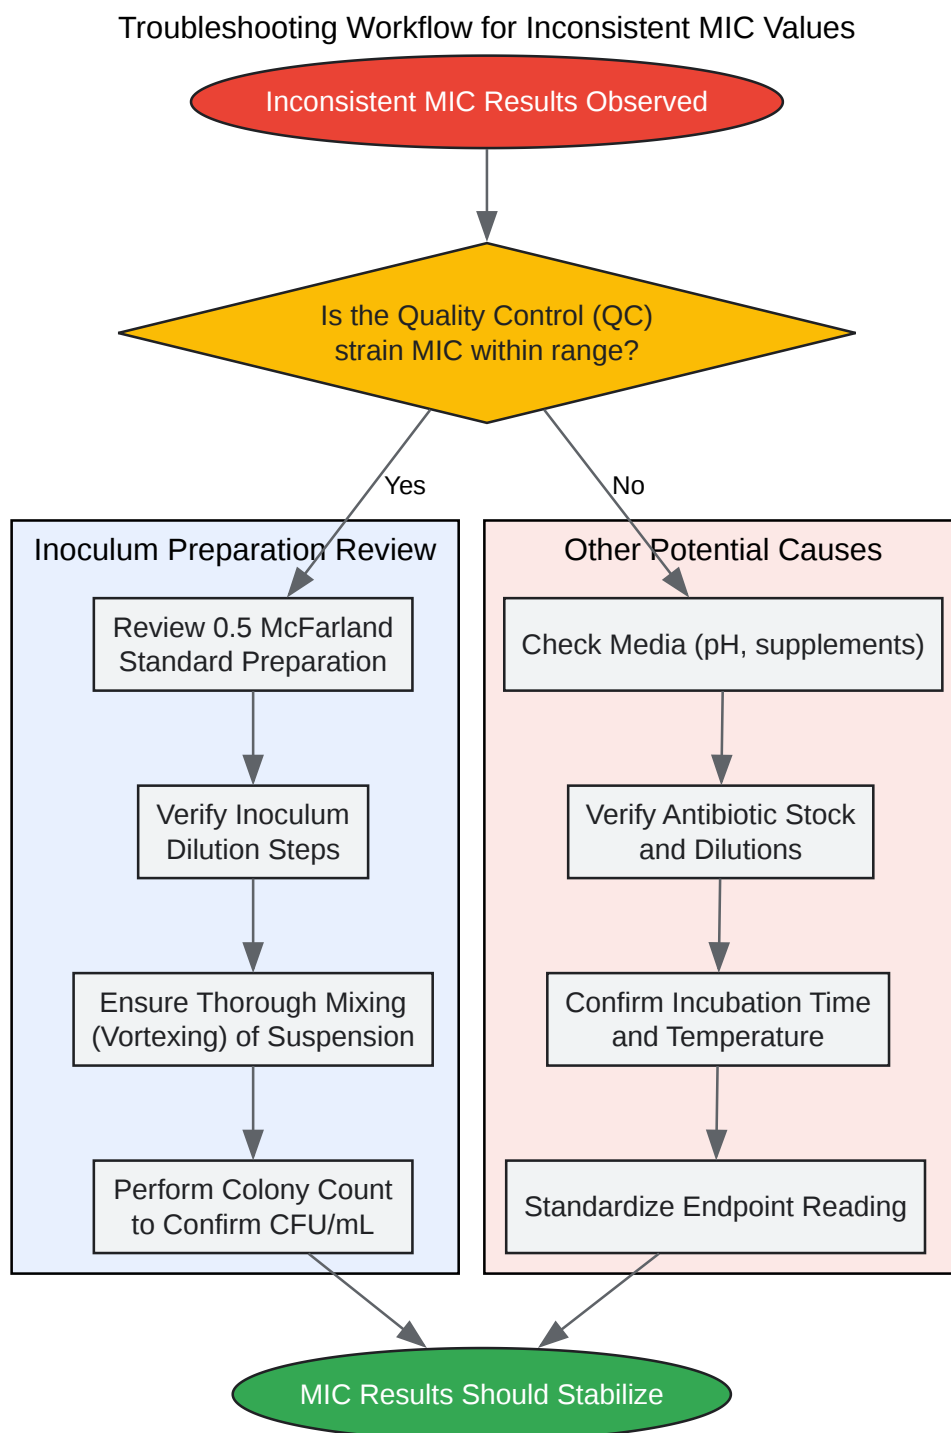 Troubleshooting Workflow for Inconsistent MIC Values
Inconsistent MIC Results Observed
Is the Quality Control (QC)
strain MIC within range?
Yes
No
Inoculum Preparation Review
Review 0.5 McFarland
Standard Preparation
Verify Inoculum
Dilution Steps
Ensure Thorough Mixing
(Vortexing) of Suspension
Perform Colony Count
to Confirm CFU/mL
Other Potential Causes
Check Media (pH, supplements)
Verify Antibiotic Stock
and Dilutions
Confirm Incubation Time
and Temperature
Standardize Endpoint Reading
MIC Results Should Stabilize